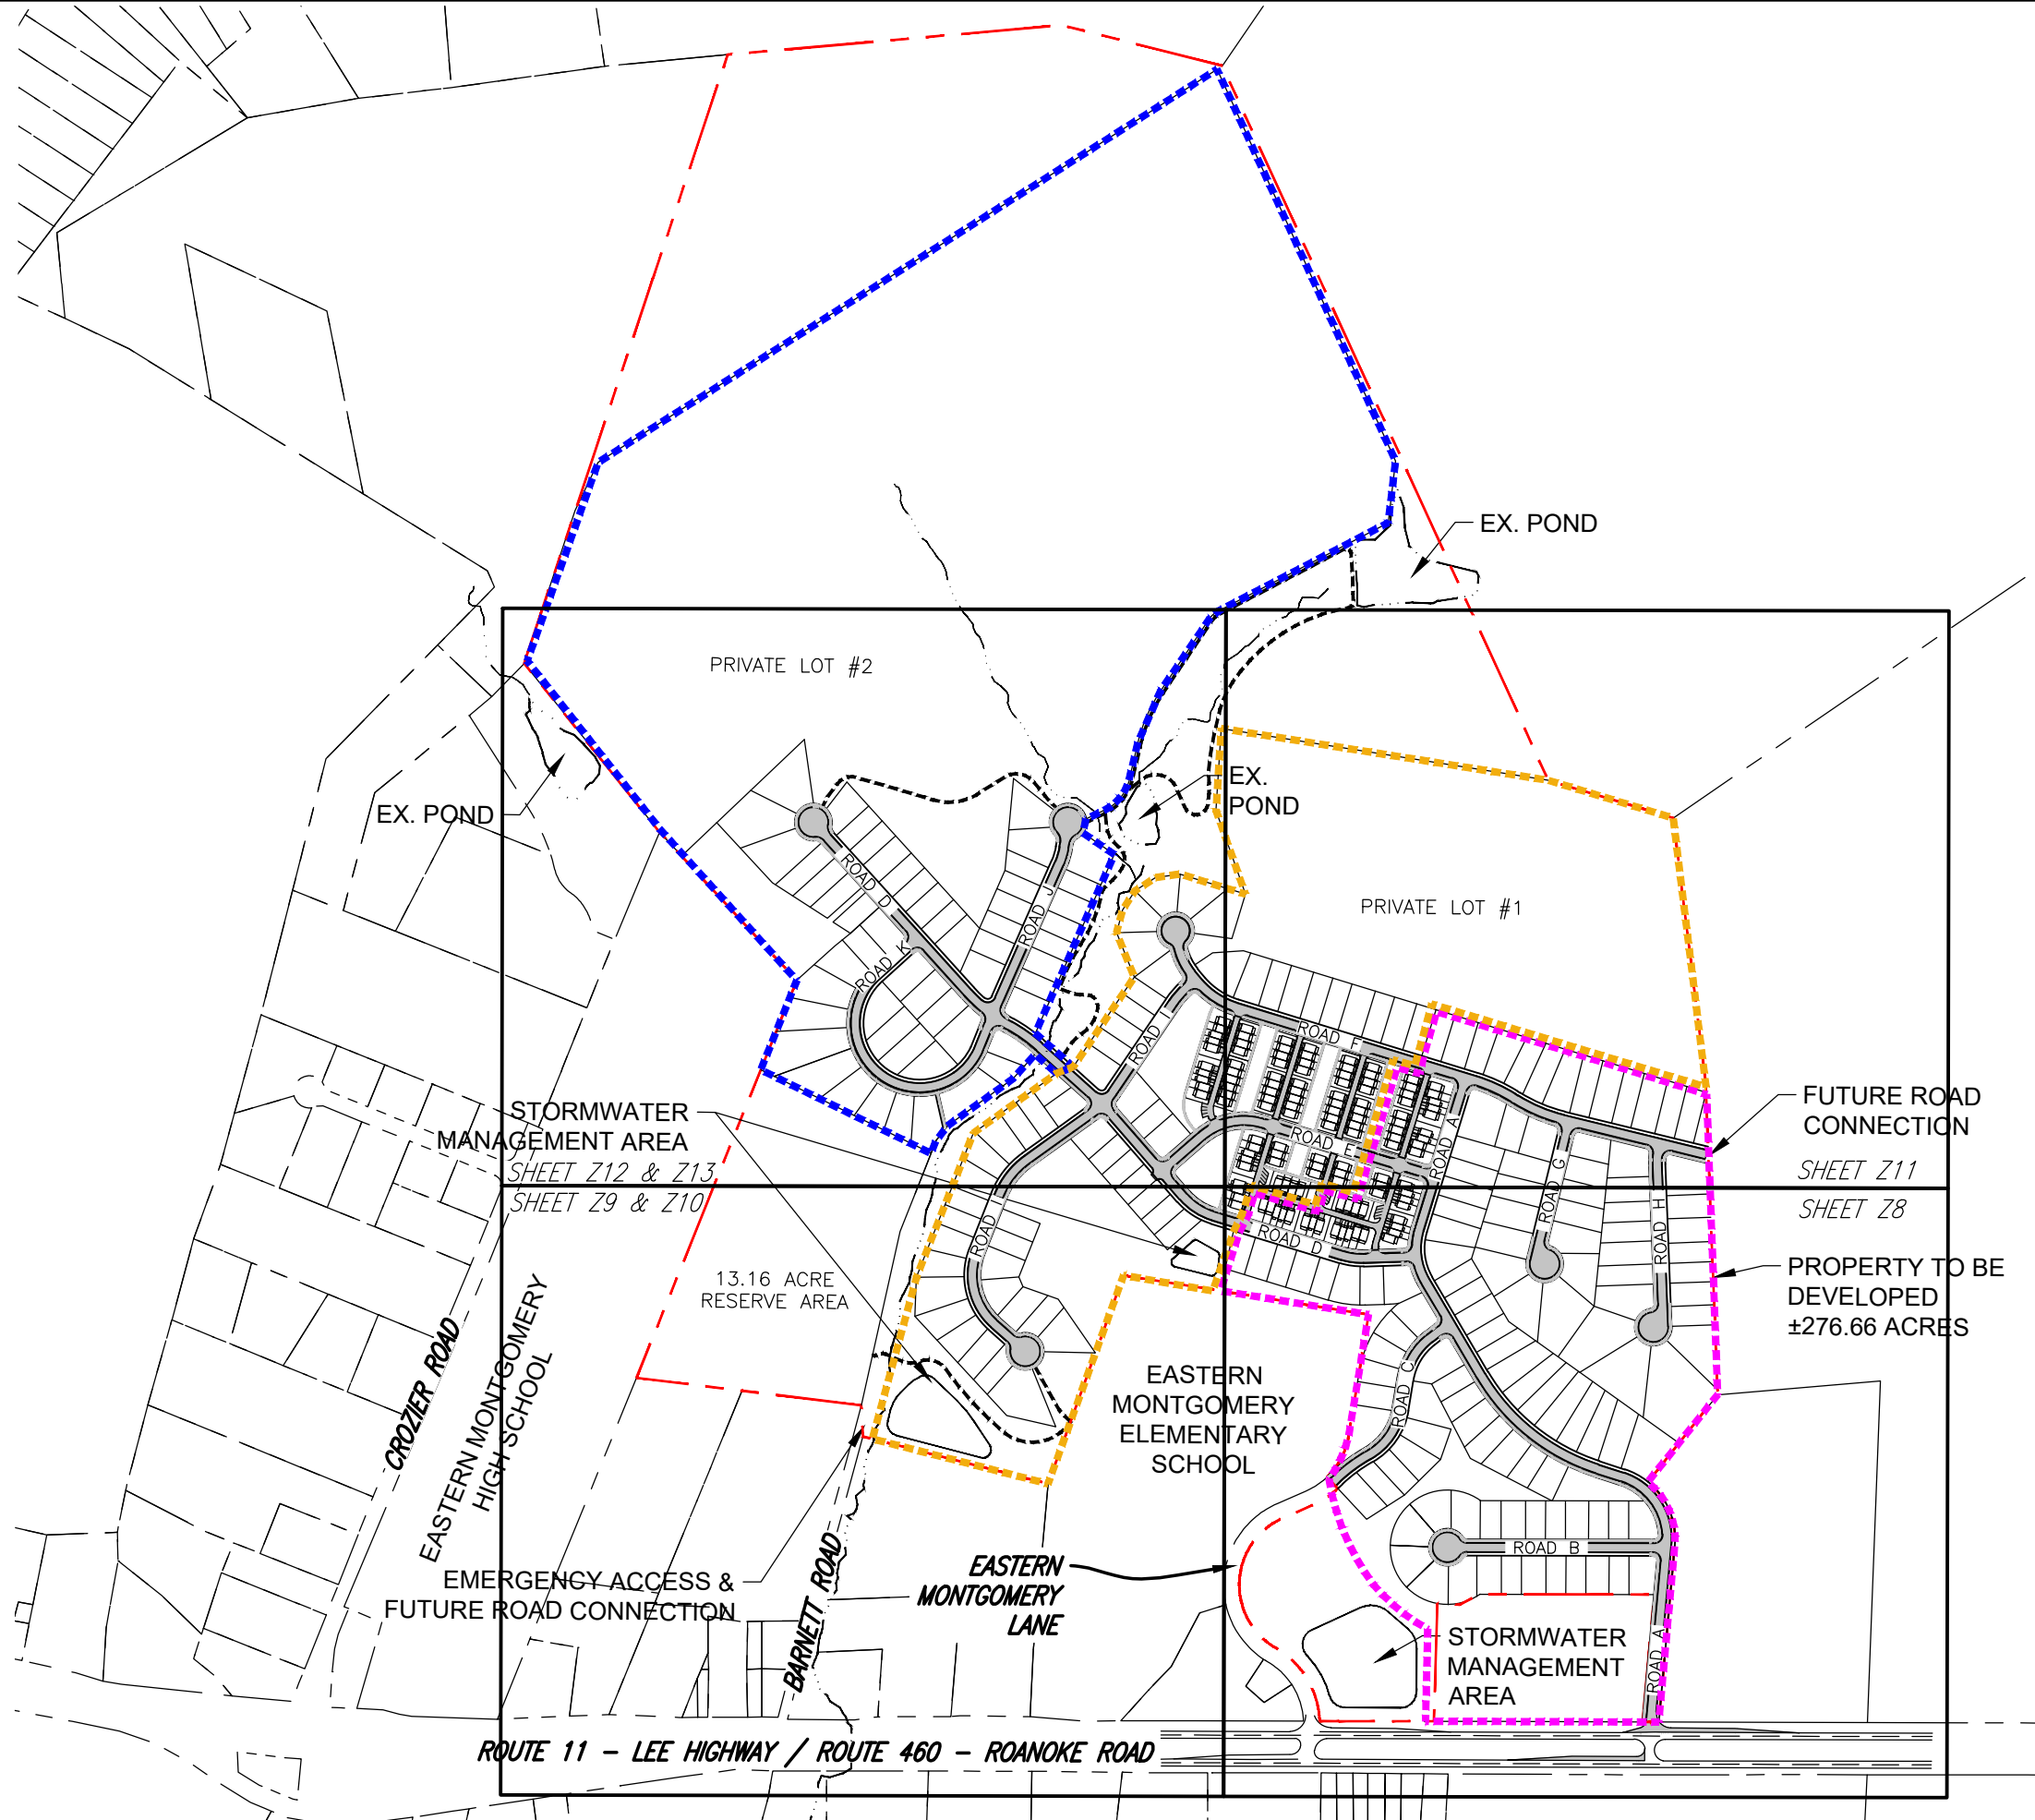 EX. POND
PRIVATE LOT #2
EX.
POND
EX. POND
ROAD D
ROAD J
ROAD K
PRIVATE LOT #1
ROAD I
ROAD F
ROAD E
ROAD A
ROAD G
ROAD H
FUTURE ROAD
CONNECTION
SHEET Z11
SHEET Z8
STORMWATER
MANAGEMENT AREA
SHEET Z12 & Z13
SHEET Z9 & Z10
ROAD D
ROAD
13.16 ACRE
RESERVE AREA
PROPERTY TO BE
DEVELOPED
±276.66 ACRES
EASTERN MONTGOMERY
HIGH SCHOOL
CROZIER ROAD
EASTERN
MONTGOMERY
ELEMENTARY
SCHOOL
ROAD C
ROAD B
EMERGENCY ACCESS &
FUTURE ROAD CONNECTION
BARNETT ROAD
EASTERN
MONTGOMERY
LANE
STORMWATER
MANAGEMENT
AREA
ROAD A
ROUTE 11 - LEE HIGHWAY / ROUTE 460 - ROANOKE ROAD